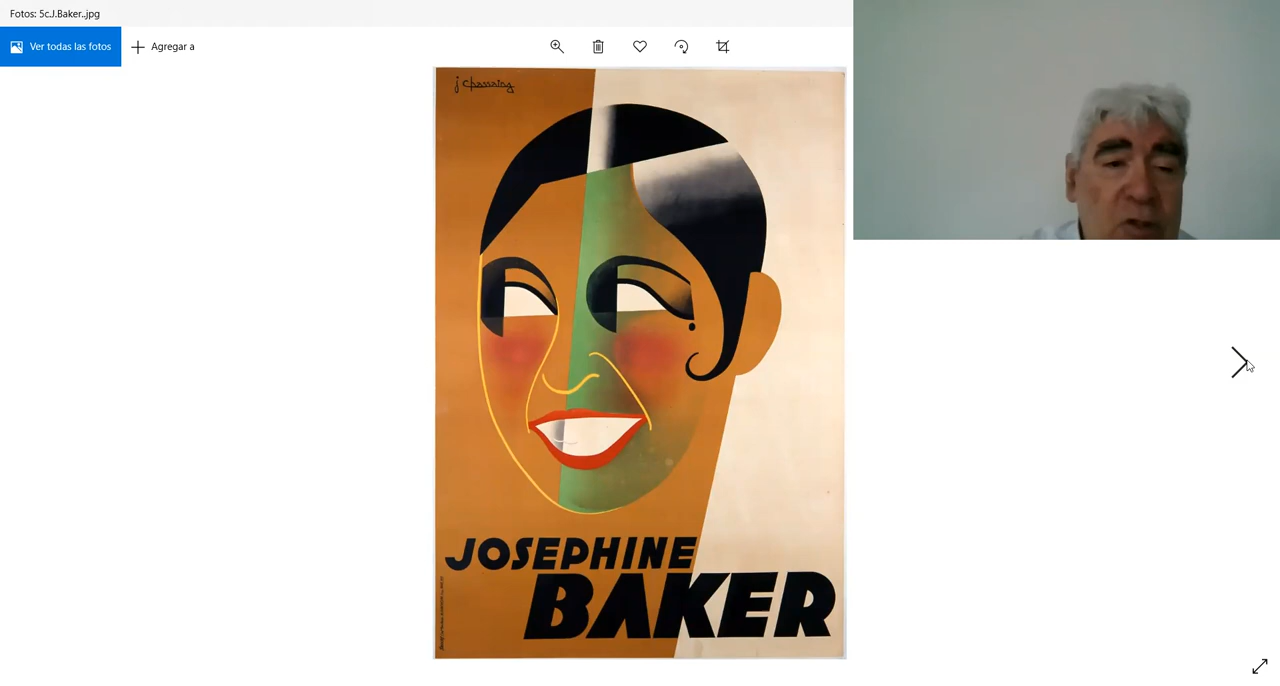 Fotos: 5c.J.Baker..jpg
Ver todas las fotos
Agregar a
JOSEPHINE
BAKER